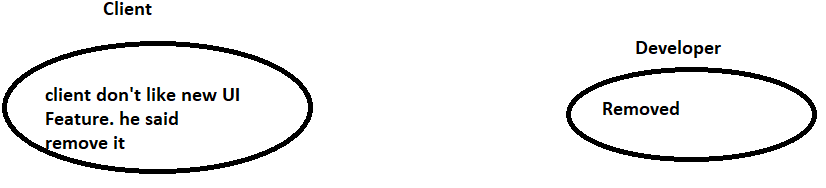 Client
client don't like new UI
Feature. he said
remove it
Developer
Removed